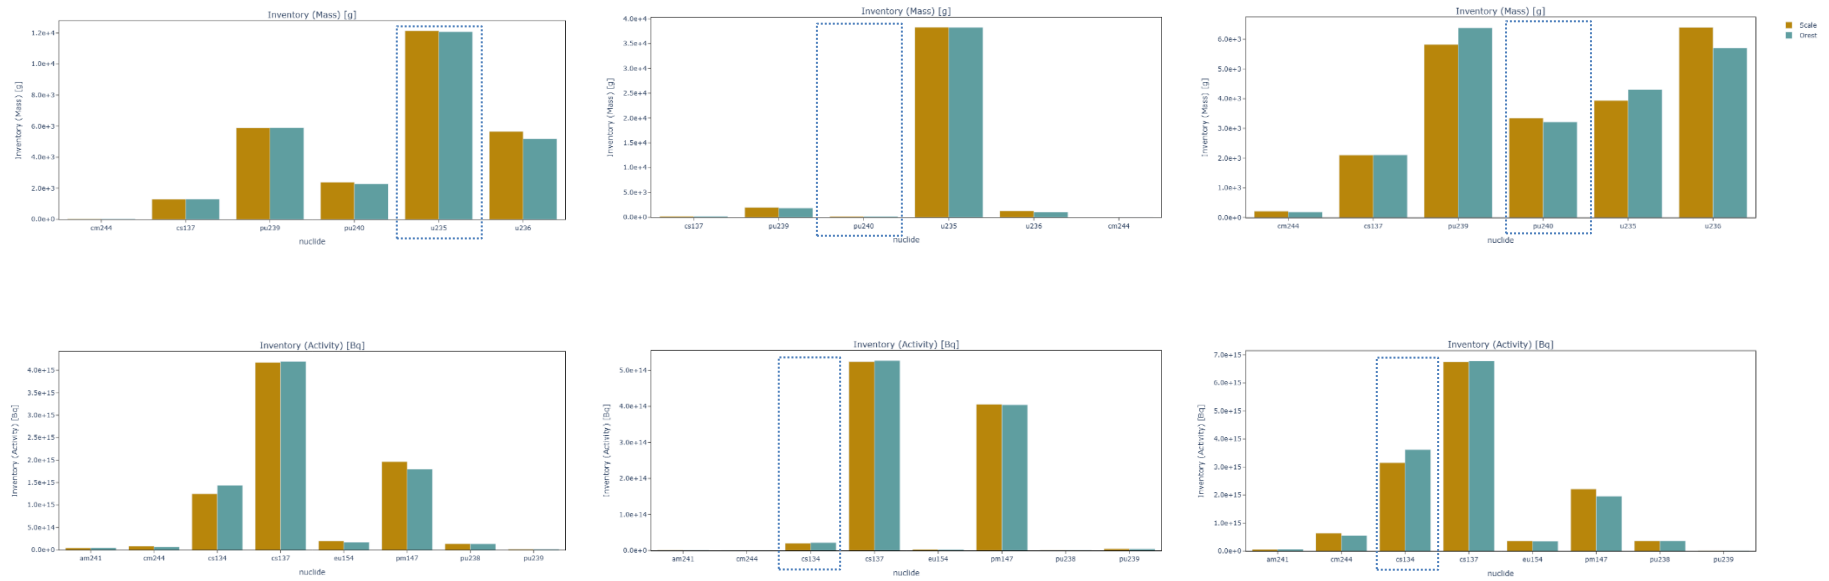 Inventory (Mass) [g]
Inventory (Mass) [g]
1.2e+4
1.0e+4
8.0e+3
6.0e+3
4.0e+3
2.0e+3
0.0e+0
cm244 cs137 pu239 pu240 u235 u236
nuclide
Inventory (Mass) [g]
Inventory (Mass) [g]
4.0e+4
3.5e+4
3.0e+4
2.5e+4
2.0e+4
1.5e+4
1.0e+4
5.0e+3
0.0e+0
cs137 pu239 pu240 u235 u236 cm244
nuclide
Inventory (Mass) [g]
Inventory (Mass) [g]
6.0e+3
5.0e+3
4.0e+3
3.0e+3
2.0e+3
1.0e+3
0.0e+0
cm244 cs137 pu239 pu240 u235 u236
nuclide
Scale
Orest
Inventory (Activity) [Bq]
Inventory (Activity) [Bq]
4.0e+15
3.5e+15
3.0e+15
2.5e+15
2.0e+15
1.5e+15
1.0e+15
5.0e+14
0.0e+0
am241 cm244 cs134 cs137 eu154 pm147 pu238 pu239
nuclide
Inventory (Activity) [Bq]
Inventory (Activity) [Bq]
5.0e+14
4.0e+14
3.0e+14
2.0e+14
1.0e+14
0.0e+0
am241 cm244 cs134 cs137 eu154 pm147 pu238 pu239
nuclide
Inventory (Activity) [Bq]
Inventory (Activity) [Bq]
7.0e+15
6.0e+15
5.0e+15
4.0e+15
3.0e+15
2.0e+15
1.0e+15
0.0e+0
am241 cm244 cs134 cs137 eu154 pm147 pu238 pu239
nuclide